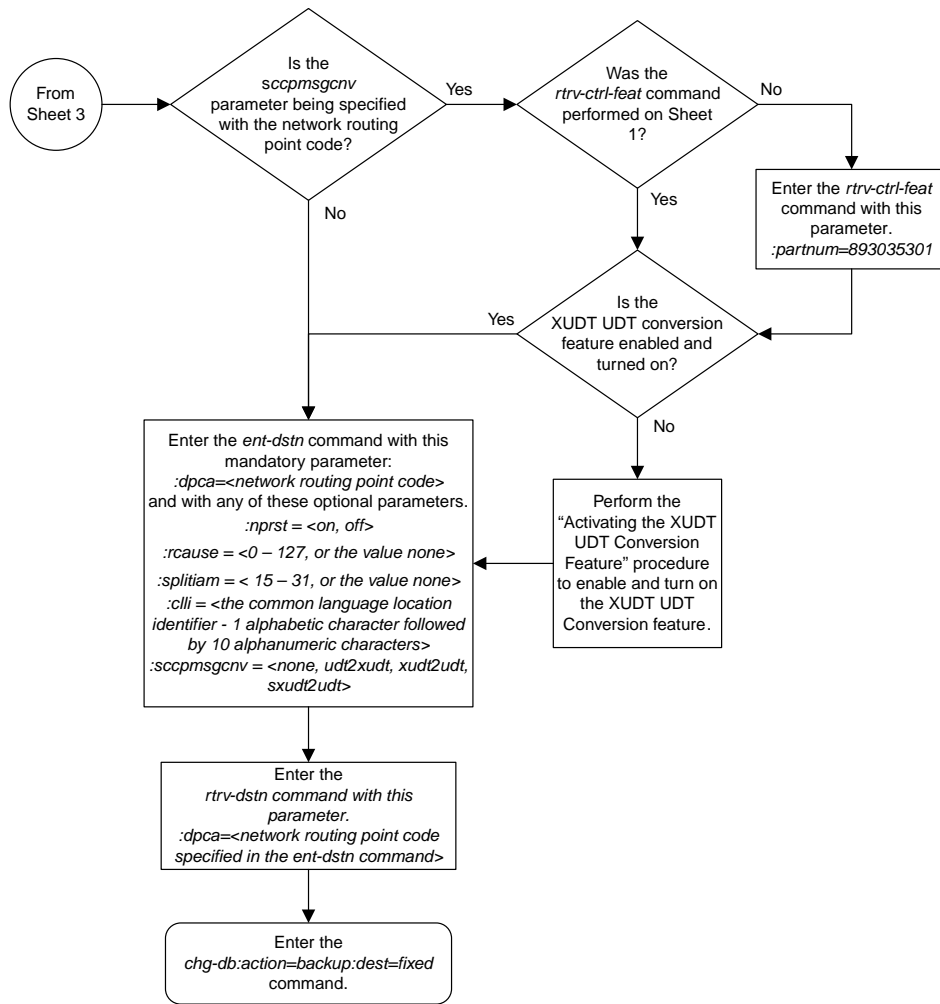 From
Sheet 3
Is the
sccpmsgcnv
parameter being specified
with the network routing
point code?
Yes
No
Was the
rtrv-ctrl-feat command
performed on Sheet
1?
No
Yes
Enter the rtrv-ctrl-feat
command with this
parameter.
:partnum=893035301
Is the
XUDT UDT conversion
feature enabled and
turned on?
Yes
No
Perform the
“Activating the XUDT
UDT Conversion
Feature” procedure
to enable and turn on
the XUDT UDT
Conversion feature.
Enter the ent-dstn command with this
mandatory parameter:
:dpca=<network routing point code>
and with any of these optional parameters.
:nprst = <on, off>
:rcause = <0 – 127, or the value none>
:splitiam = < 15 – 31, or the value none>
:clli = <the common language location
identifier - 1 alphabetic character followed
by 10 alphanumeric characters>
:sccpmsgcnv = <none, udt2xudt, xudt2udt,
sxudt2udt>
Enter the
rtrv-dstn command with this
parameter.
:dpca=<network routing point code
specified in the ent-dstn command>
Enter the
chg-db:action=backup:dest=fixed
command.